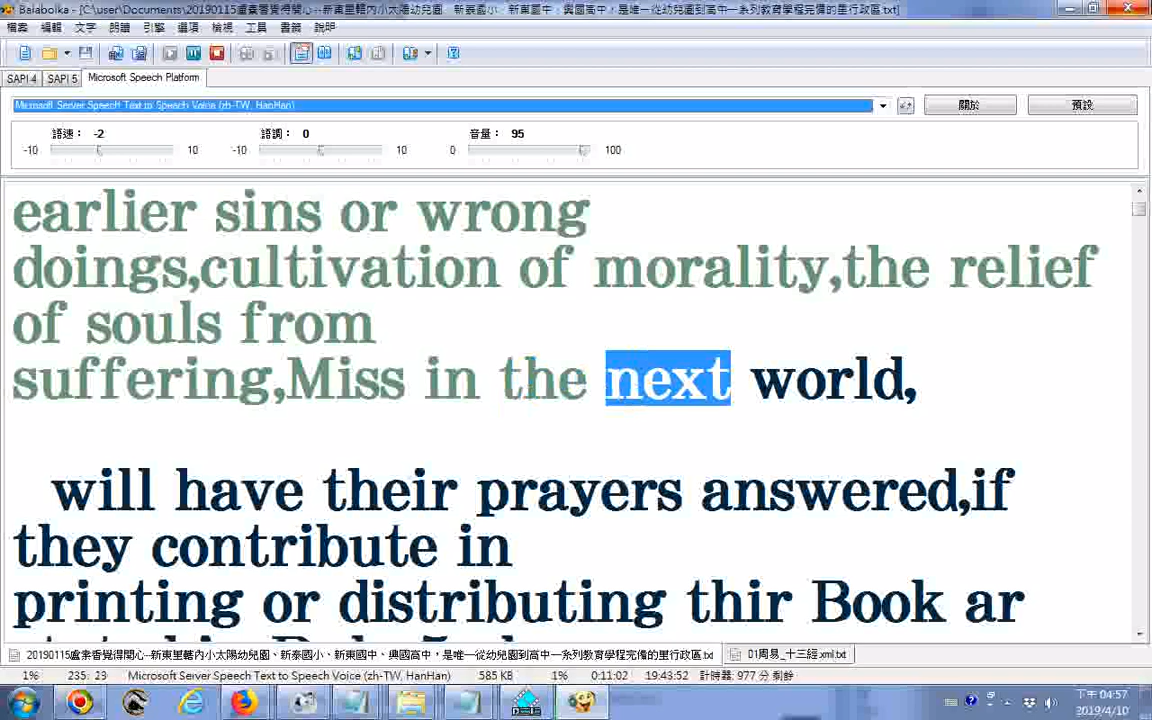 Balabolka - [C:\user\Documents\20190115盧素香覺得開心--新東里轄內小太陽幼兒園、新泰國小、新東國中、興國高中，是唯一從幼兒園到高中一系列教育學程完備的里行政區.txt]
檔案 編輯 文字 朗讀 引擎 選項 檢視 工具 書籤 說明
SAPI 4 SAPI 5 Microsoft Speech Platform
Microsoft Server Speech Text to Speech Voice (zh-TW, HanHan) 關於 預設
語速： -2 語調： 0 音量： 95
-10 10 -10 10 0 100
earlier sins or wrong
doings,cultivation of morality,the relief
of souls from
suffering,Miss in the next world,
will have their prayers answered,if
they contribute in
printing or distributing thir Book ar
20190115盧素香覺得開心--新東里轄內小太陽幼兒園、新泰國小、新東國中、興國高中，是唯一從幼兒園到高中一系列教育學程完備的里行政區.txt 01周易_十三經.xml.txt
1% 235: 23 Microsoft Server Speech Text to Speech Voice (zh-TW, HanHan) 585 KB 1% 0:11:02 19:43:52 計時器: 977 分 剩餘
下午 04:57
2019/4/10